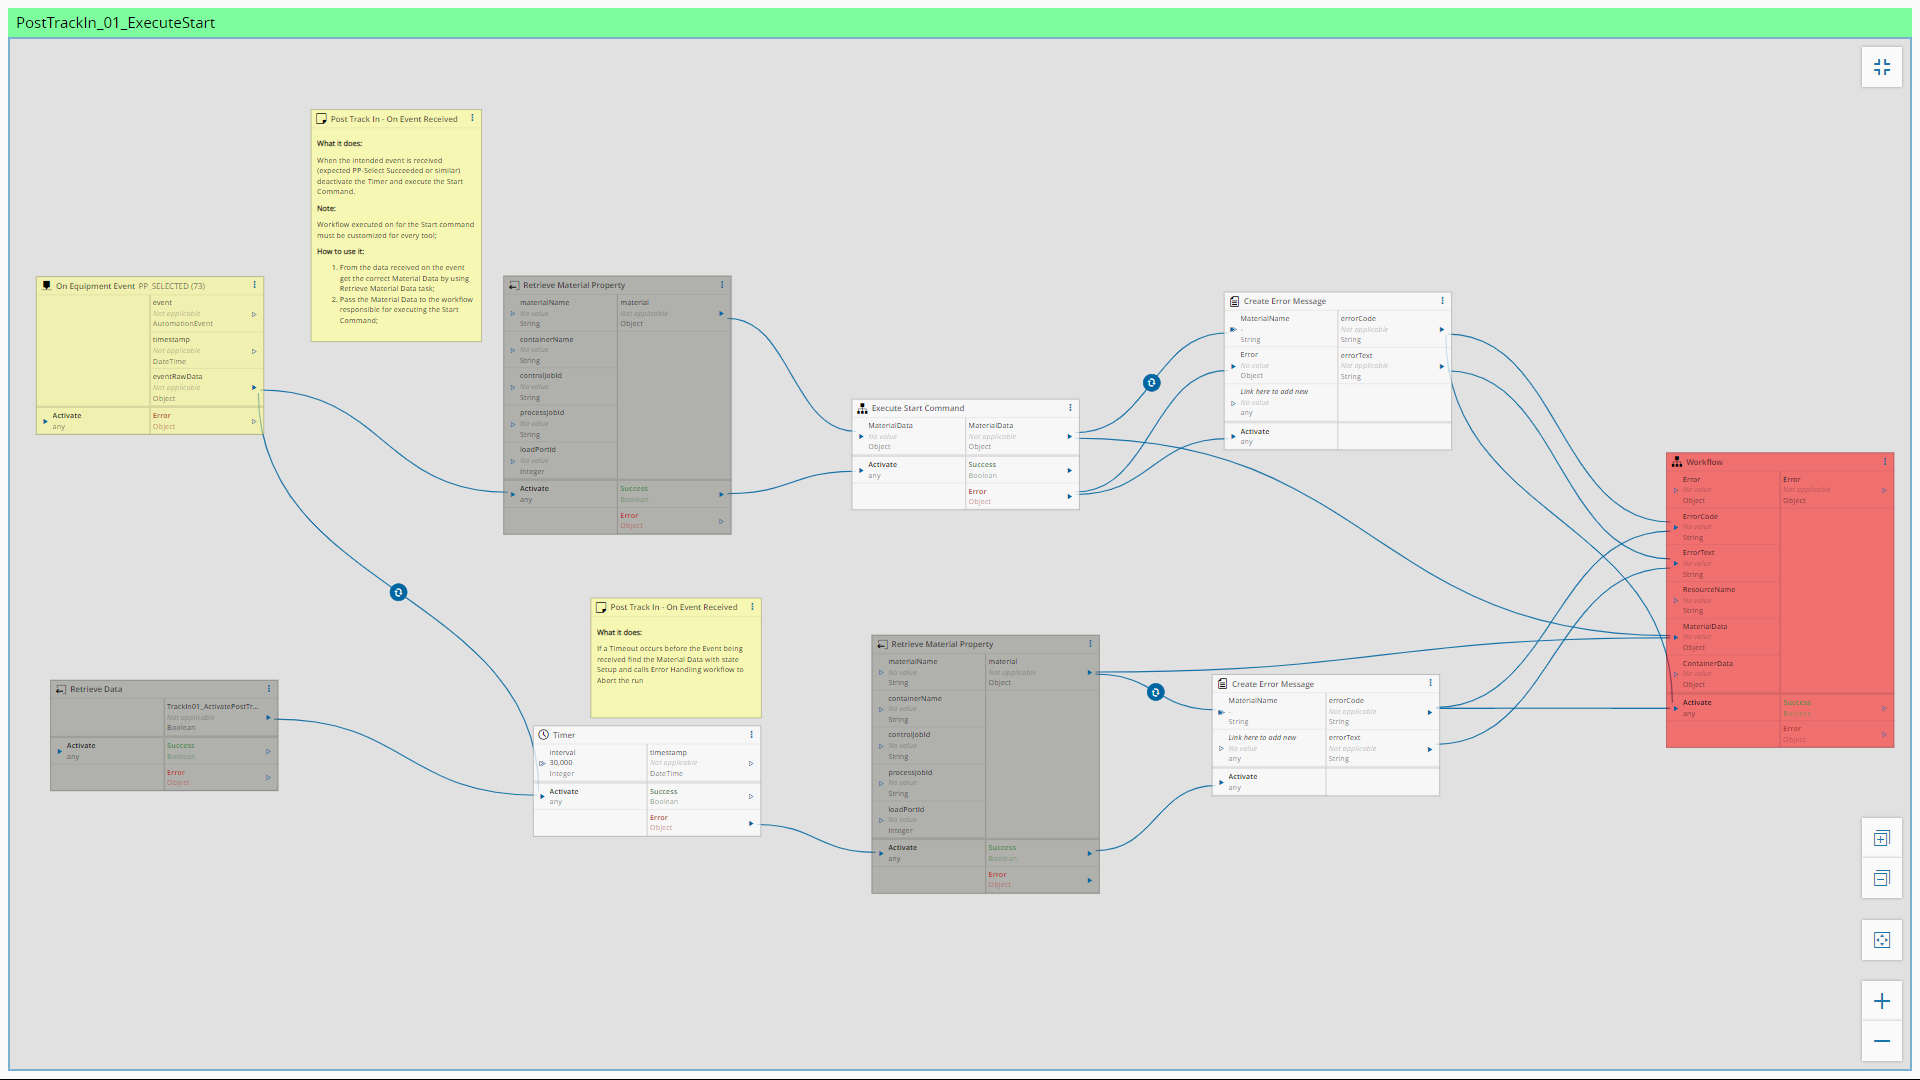 PostTrackIn_01_ExecuteStart
Post Track In - On Event Received
What it does:
When the intended event is received
(expected PP-Select Succeeded or similar)
deactivate the Timer and execute the Start
Command.
Note:
Workflow executed on for the Start command
must be customized for every tool;
How to use it:
1. From the data received on the event
get the correct Material Data by using
Retrieve Material Data task;
2. Pass the Material Data to the workflow
responsible for executing the Start
Command;
On Equipment Event PP_SELECTED (73)
event
Not applicable
AutomationEvent
timestamp
Not applicable
DateTime
eventRawData
Not applicable
Object
Activate
any
Error
Object
Retrieve Material Property
materialName
No value
String
containerName
No value
String
controlJobId
No value
String
processJobId
No value
String
loadPortId
No value
Integer
material
Not applicable
Object
Activate
any
Success
Boolean
Error
Object
Execute Start Command
MaterialData
No value
Object
MaterialData
Not applicable
Object
Activate
any
Success
Boolean
Error
Object
Create Error Message
MaterialName
-
String
Error
No value
Object
Link here to add new
No value
any
errorCode
Not applicable
String
errorText
Not applicable
String
Activate
any
Workflow
Error
No value
Object
ErrorCode
No value
String
ErrorText
No value
String
ResourceName
No value
String
MaterialData
No value
Object
ContainerData
No value
Object
Error
Not applicable
Object
Activate
any
Success
Boolean
Error
Object
Retrieve Data
TrackIn01_ActivatePostTr...
Not applicable
Boolean
Activate
any
Success
Boolean
Error
Object
Post Track In - On Event Received
What it does:
If a Timeout occurs before the Event being
received find the Material Data with state
Setup and calls Error Handling workflow to
Abort the run
Timer
interval
30,000
Integer
timestamp
Not applicable
DateTime
Activate
any
Success
Boolean
Error
Object
Retrieve Material Property
materialName
No value
String
containerName
No value
String
controlJobId
No value
String
processJobId
No value
String
loadPortId
No value
Integer
material
Not applicable
Object
Activate
any
Success
Boolean
Error
Object
Create Error Message
MaterialName
-
String
Link here to add new
No value
any
errorCode
Not applicable
String
errorText
Not applicable
String
Activate
any